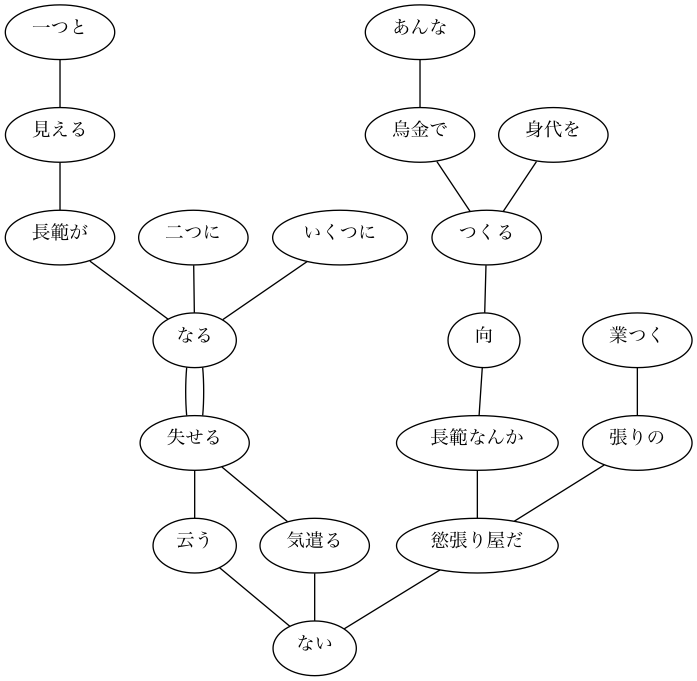 一つと
あんな
見える
烏金で
身代を
長範が
二つに
いくつに
つくる
なる
向
業つく
失せる
長範なんか
張りの
云う
気遣る
慾張り屋だ
ない